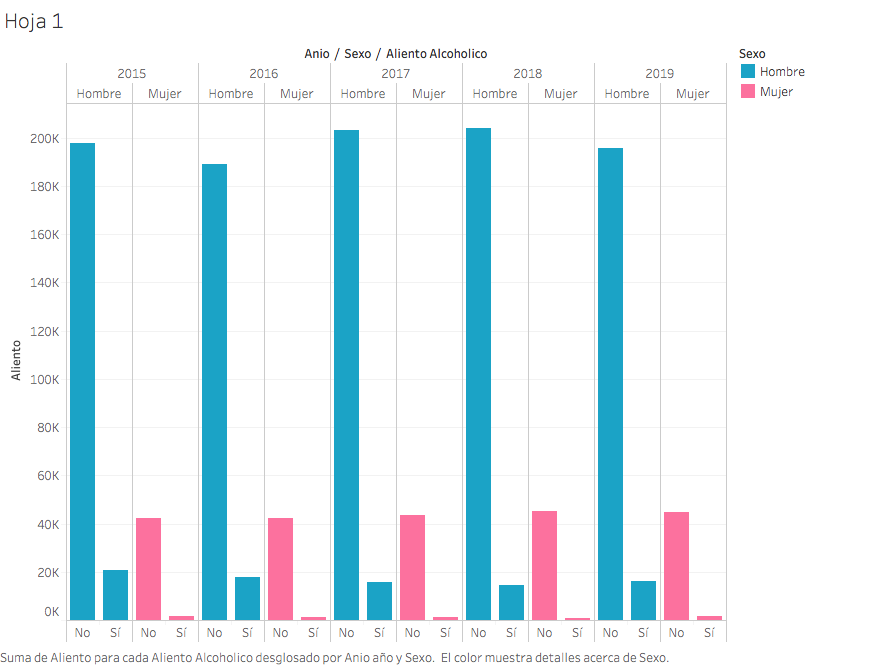 Hoja 1
Anio / Sexo / Aliento Alcoholico
2015 2016 2017 2018 2019
Hombre Mujer Hombre Mujer Hombre Mujer Hombre Mujer Hombre Mujer
Sexo
Hombre
Mujer
Aliento
200K
180K
160K
140K
120K
100K
80K
60K
40K
20K
0K
No Sí No Sí No Sí No Sí No Sí No Sí No Sí No Sí No Sí No Sí
Suma de Aliento para cada Aliento Alcoholico desglosado por Anio año y Sexo.  El color muestra detalles acerca de Sexo.